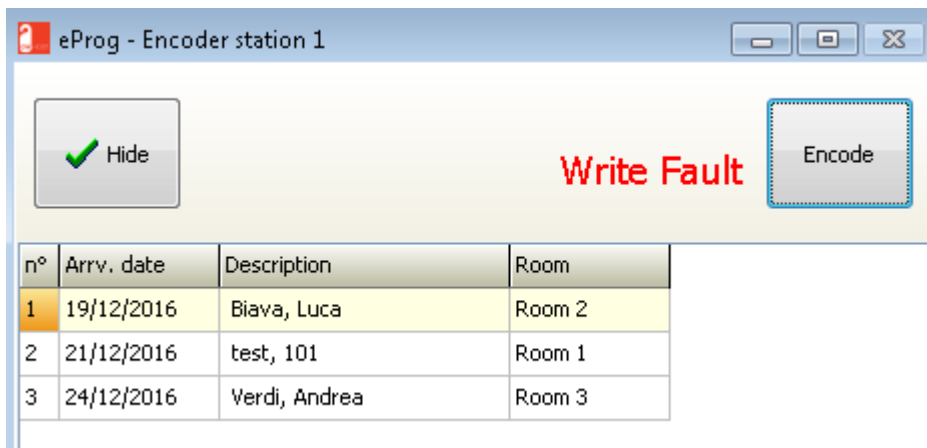 eProg - Encoder station 1
Hide
Write Fault
Encode
n° Arrv. date Description Room
1 19/12/2016 Biava, Luca Room 2
2 21/12/2016 test, 101 Room 1
3 24/12/2016 Verdi, Andrea Room 3